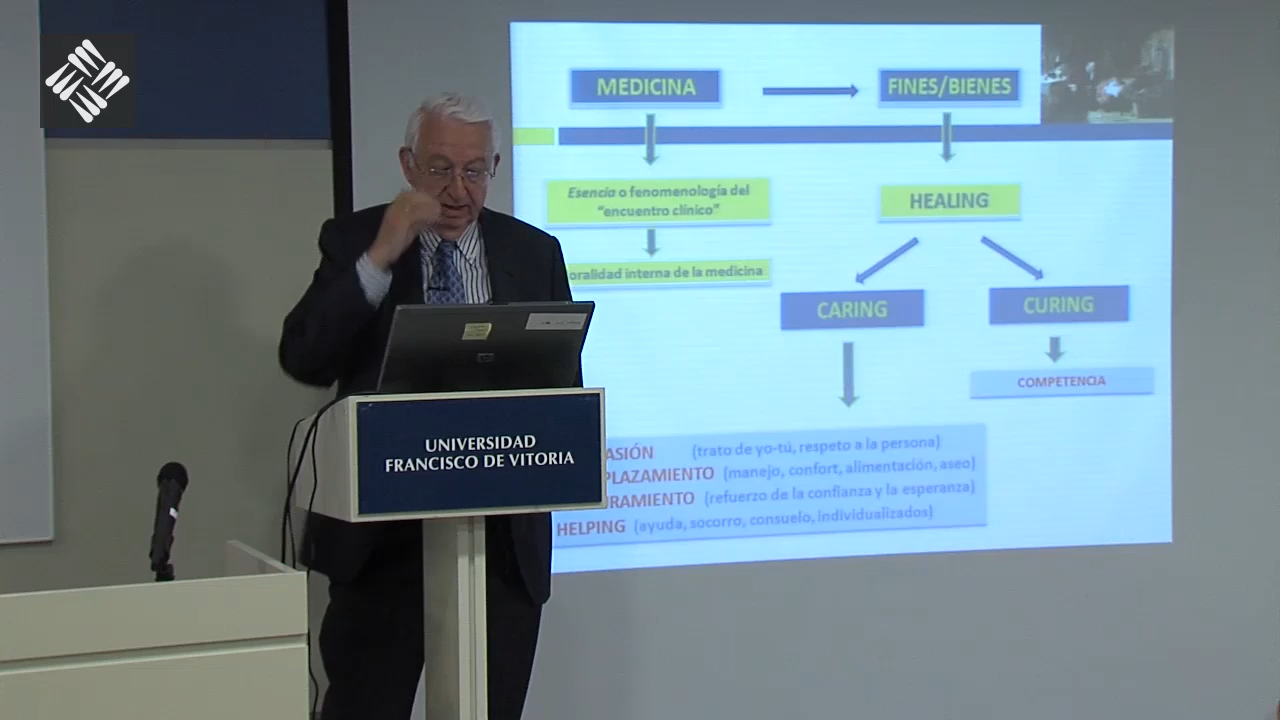 MEDICINA
FINES/BIENES
Esencia o fenomenología del
"encuentro clínico"
HEALING
oralidad interna de la medicina
CARING
CURING
COMPETENCIA
ASIÓN (trato de yo-tú, respeto a la persona)
PLAZAMIENTO (manejo, confort, alimentación, aseo)
RAMIENTO (refuerzo de la confianza y la esperanza)
HELPING (ayuda, socorro, consuelo, individualizados)
UNIVERSIDAD
FRANCISCO DE VITORIA